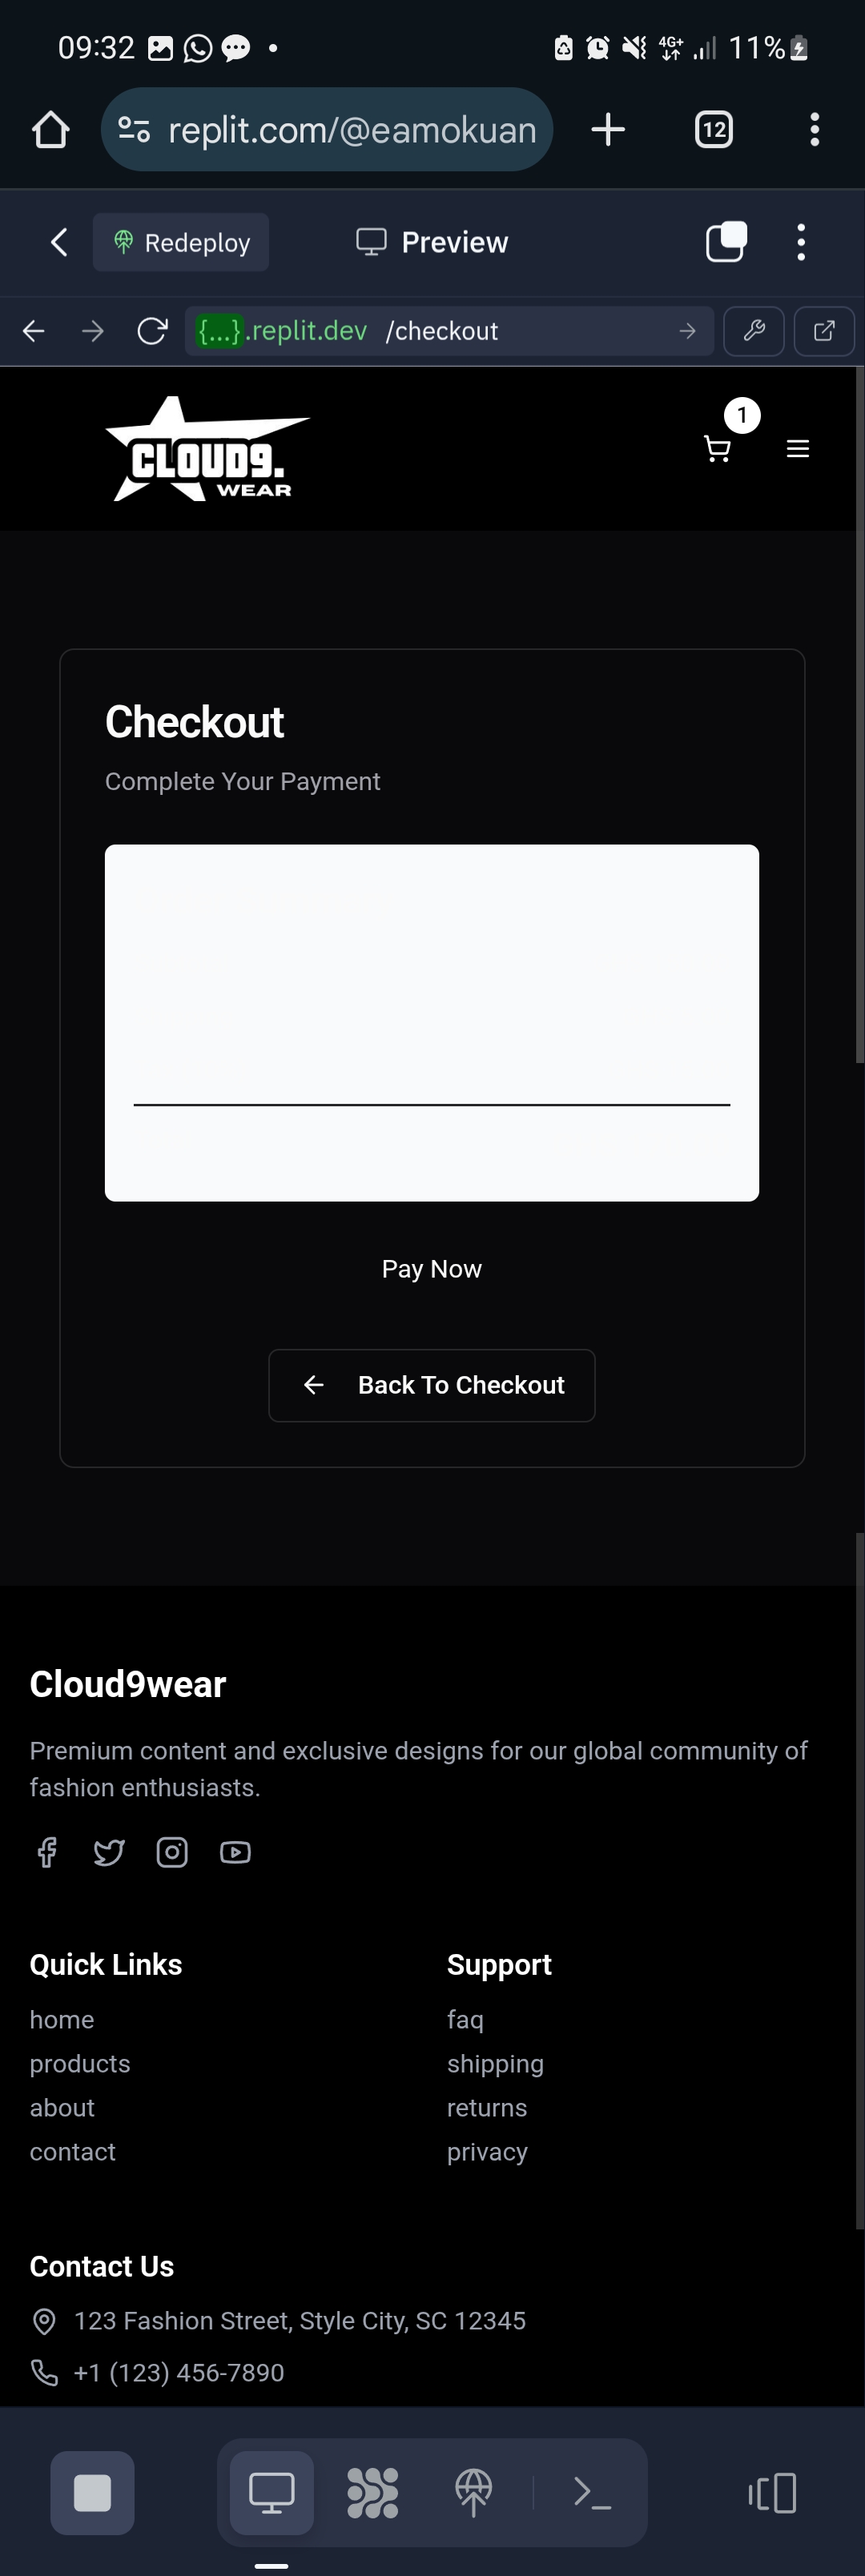 09:32
4G+
11%
replit.com/@eamokuan
12
Redeploy
Preview
{...}.replit.dev /checkout
CLOUD9.
WEAR
1
Checkout
Complete Your Payment
Pay Now
Back To Checkout
Cloud9wear
Premium content and exclusive designs for our global community of
fashion enthusiasts.
Quick Links
Support
home
faq
products
shipping
about
returns
contact
privacy
Contact Us
123 Fashion Street, Style City, SC 12345
+1 (123) 456-7890